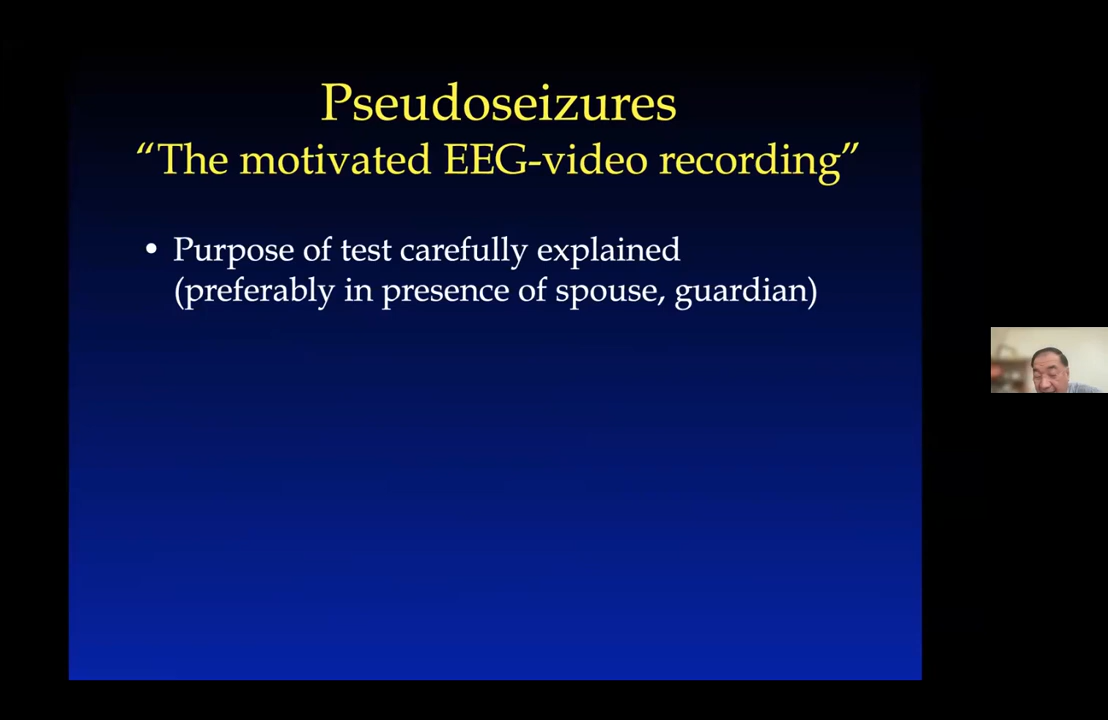 Pseudoseizures
“The motivated EEG-video recording”
• Purpose of test carefully explained
(preferably in presence of spouse, guardian)